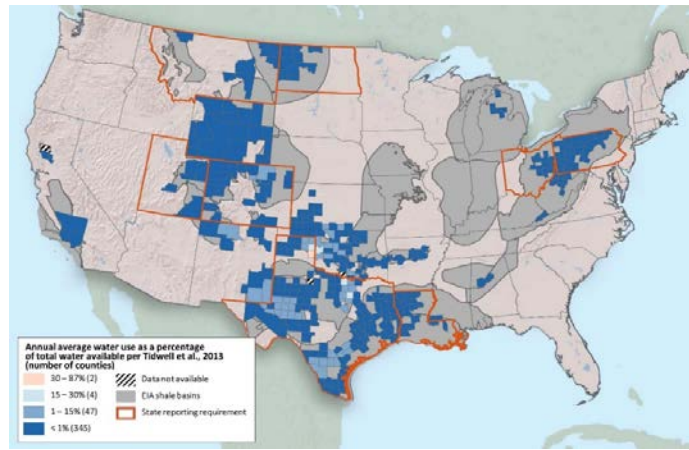 Annual average water use as a percentage
of total water available per Tidwell et al., 2013
(number of counties)
30 – 87% (2)
15 – 30% (4)
1 – 15% (47)
< 1% (345)
Data not available
EIA shale basins
State reporting requirement